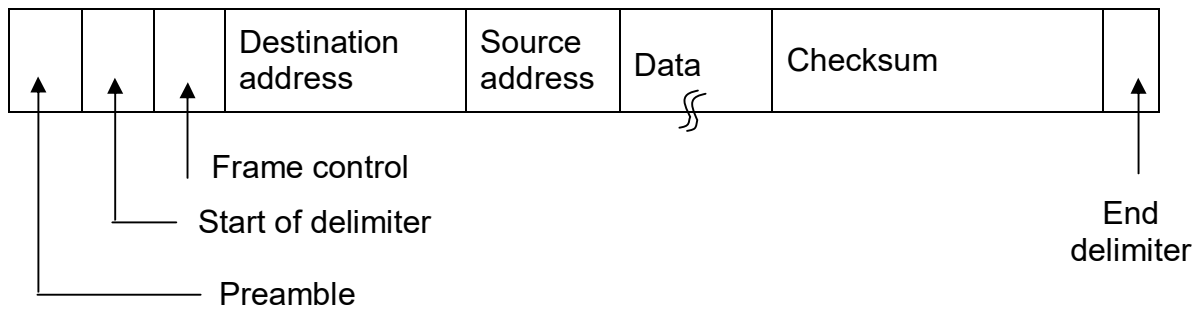 Destination
address
Source
address
Data
Checksum
Frame control
Start of delimiter
Preamble
End
delimiter